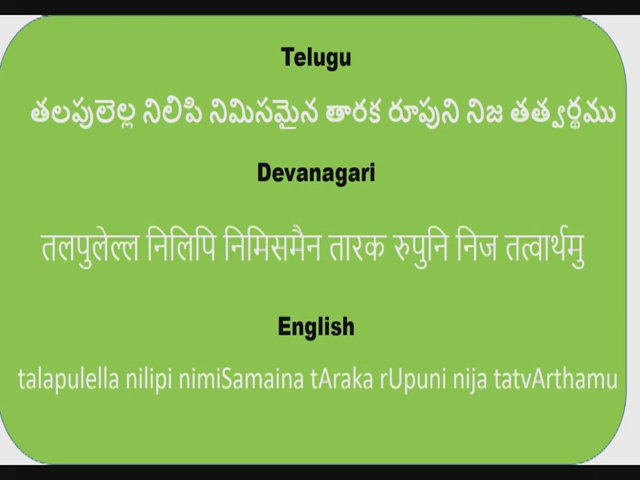 Telugu
తలపులెల్ల నిలిపి నిమిసమైన తారక రూపుని నిజ తత్వర్థము
Devanagari
तलपुलेल्ल निलिपि निमिसमैन तारक रुपुनि निज तत्वार्थमु
English
talapulella nilipi nimiSamaina tAraka rUpuni nija tatvArthamu